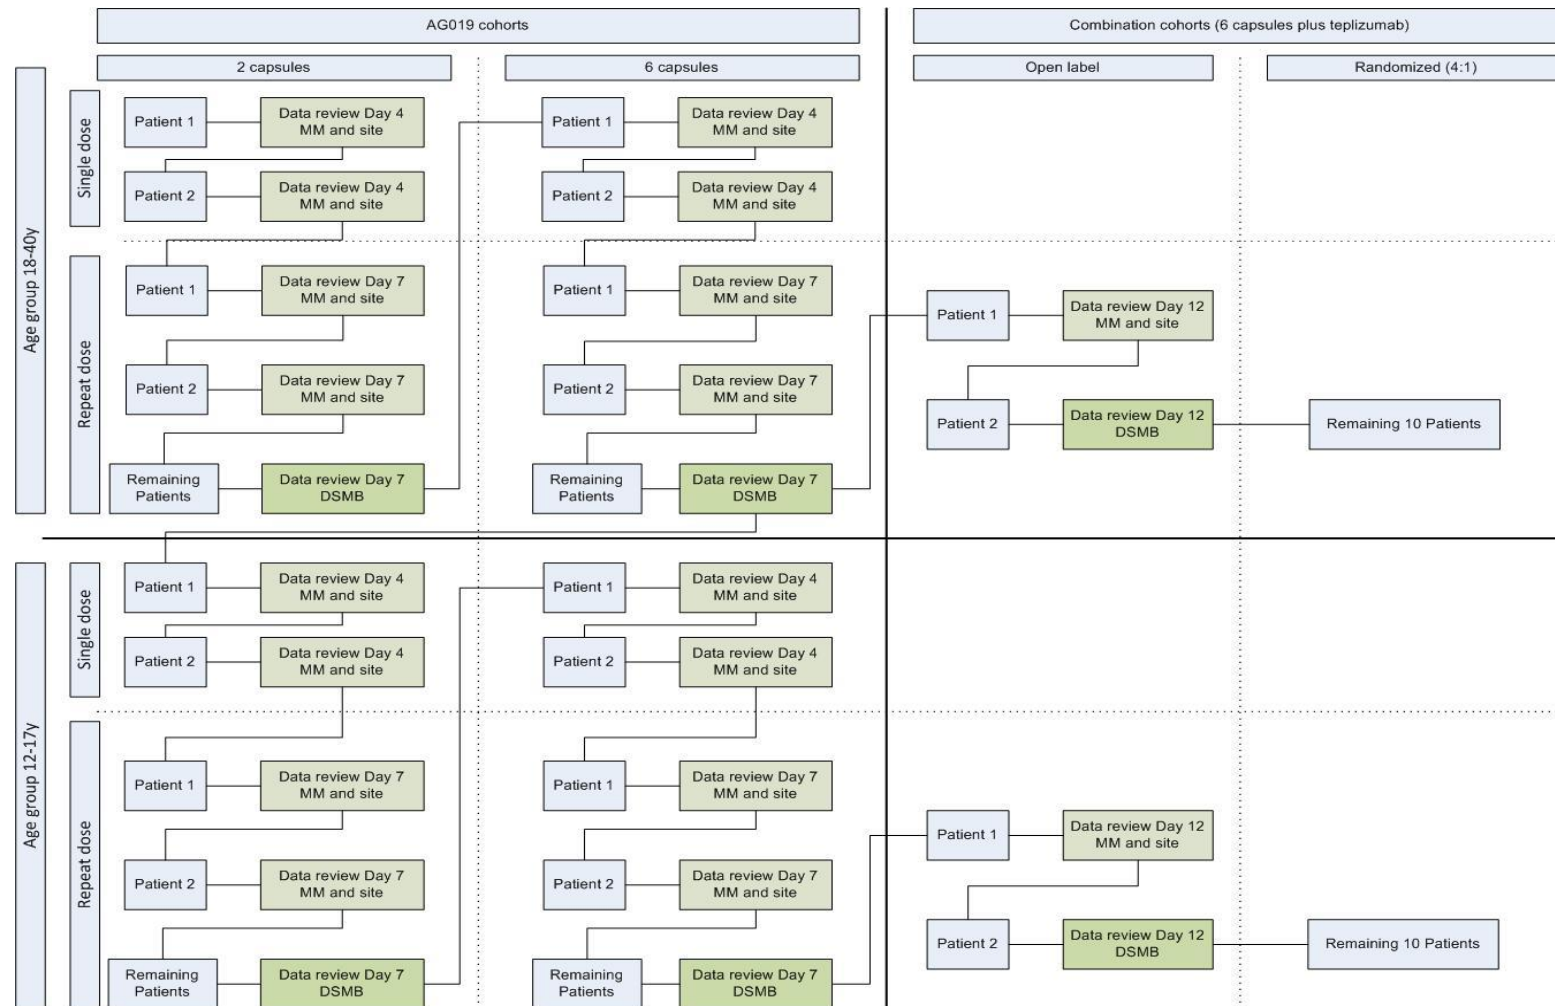 AG019 cohorts
Combination cohorts (6 capsules plus teplizumab)
2 capsules
6 capsules
Open label
Randomized (4:1)
Age group 18-40y
Single dose
Patient 1
Data review Day 4
MM and site
Patient 1
Data review Day 4
MM and site
Patient 2
Data review Day 4
MM and site
Patient 2
Data review Day 4
MM and site
Repeat dose
Patient 1
Data review Day 7
MM and site
Patient 1
Data review Day 7
MM and site
Patient 1
Data review Day 12
MM and site
Patient 2
Data review Day 7
MM and site
Patient 2
Data review Day 7
MM and site
Patient 2
Data review Day 12
DSMB
Remaining 10 Patients
Remaining
Patients
Data review Day 7
DSMB
Remaining
Patients
Data review Day 7
DSMB
Age group 12-17y
Single dose
Patient 1
Data review Day 4
MM and site
Patient 1
Data review Day 4
MM and site
Patient 2
Data review Day 4
MM and site
Patient 2
Data review Day 4
MM and site
Repeat dose
Patient 1
Data review Day 7
MM and site
Patient 1
Data review Day 7
MM and site
Patient 1
Data review Day 12
MM and site
Patient 2
Data review Day 7
MM and site
Patient 2
Data review Day 7
MM and site
Patient 2
Data review Day 12
DSMB
Remaining 10 Patients
Remaining
Patients
Data review Day 7
DSMB
Remaining
Patients
Data review Day 7
DSMB